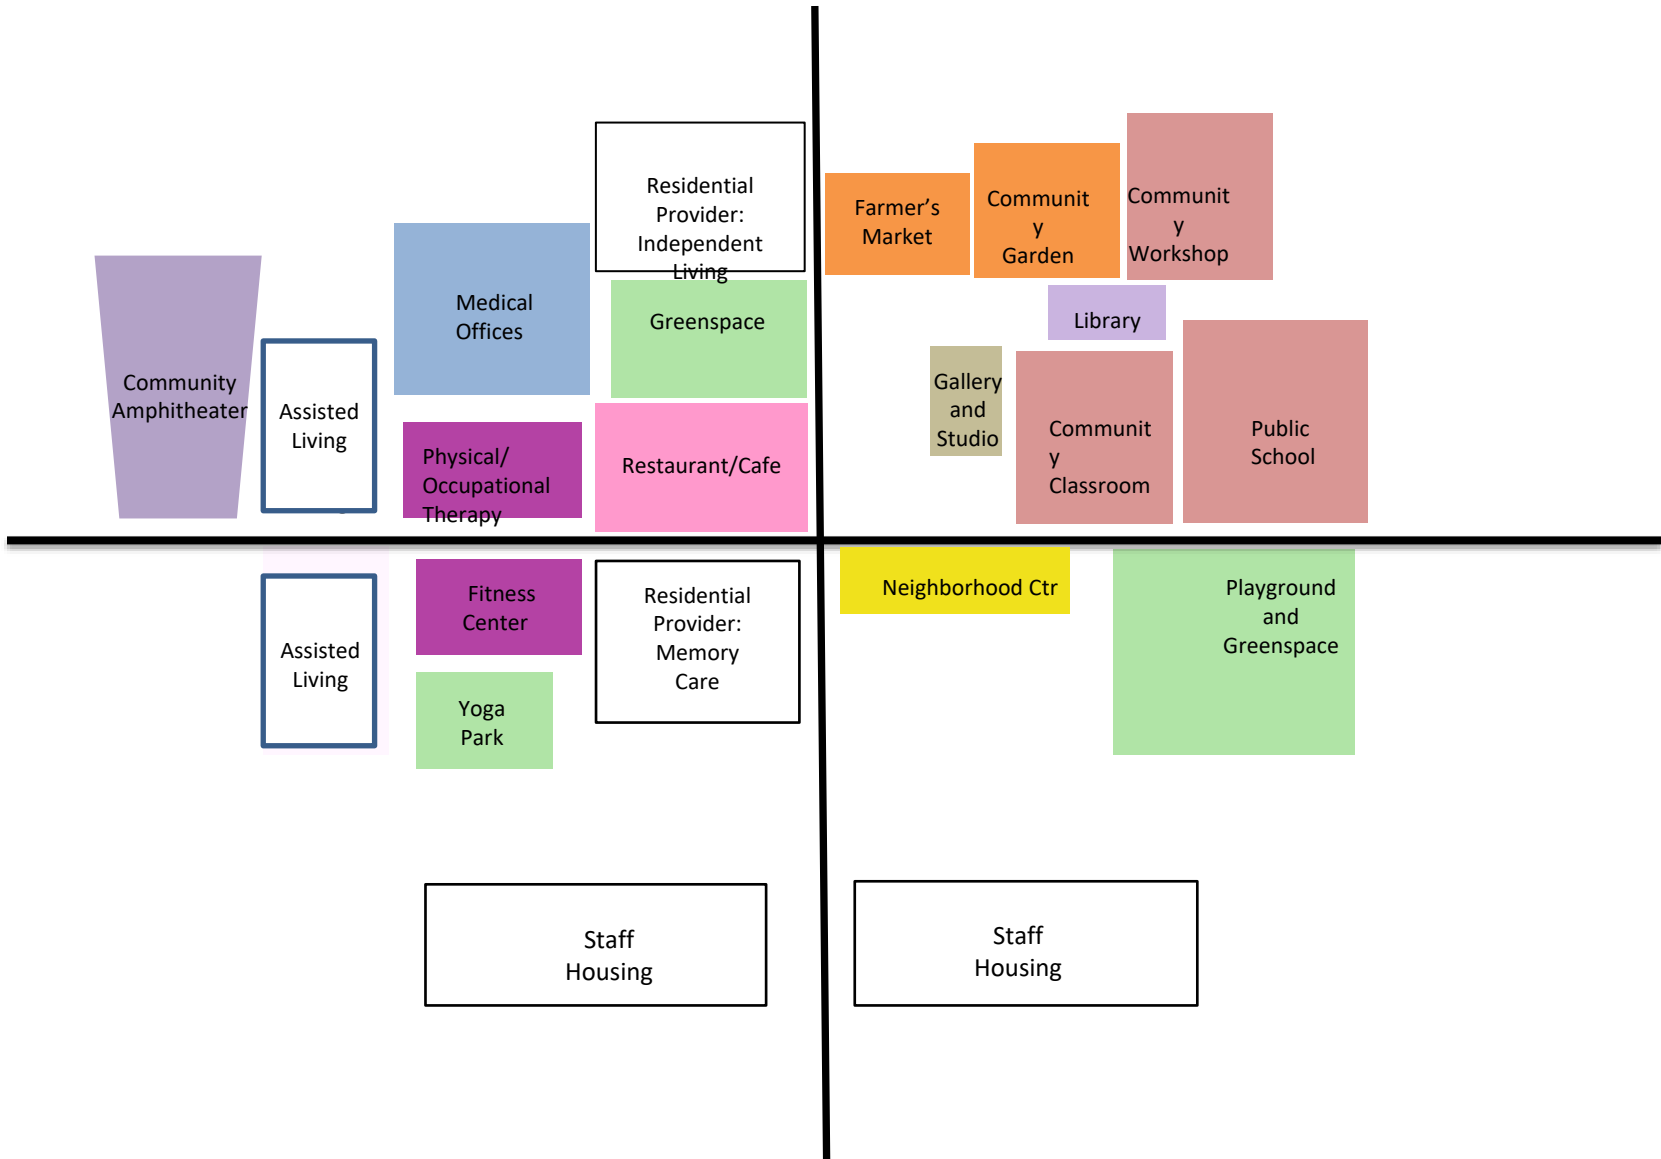 Residential
Provider:
Independent
Living
Farmer’s
Market
Communit
y
Garden
Communit
y
Workshop
Medical
Offices
Greenspace
Library
Community
Amphitheater
Assisted
Living
Gallery
and
Studio
Physical/
Occupational
Therapy
Restaurant/Cafe
Communit
y
Classroom
Public
School
Fitness
Center
Residential
Provider:
Memory
Care
Neighborhood Ctr
Playground
and
Greenspace
Assisted
Living
Yoga
Park
Staff
Housing
Staff
Housing